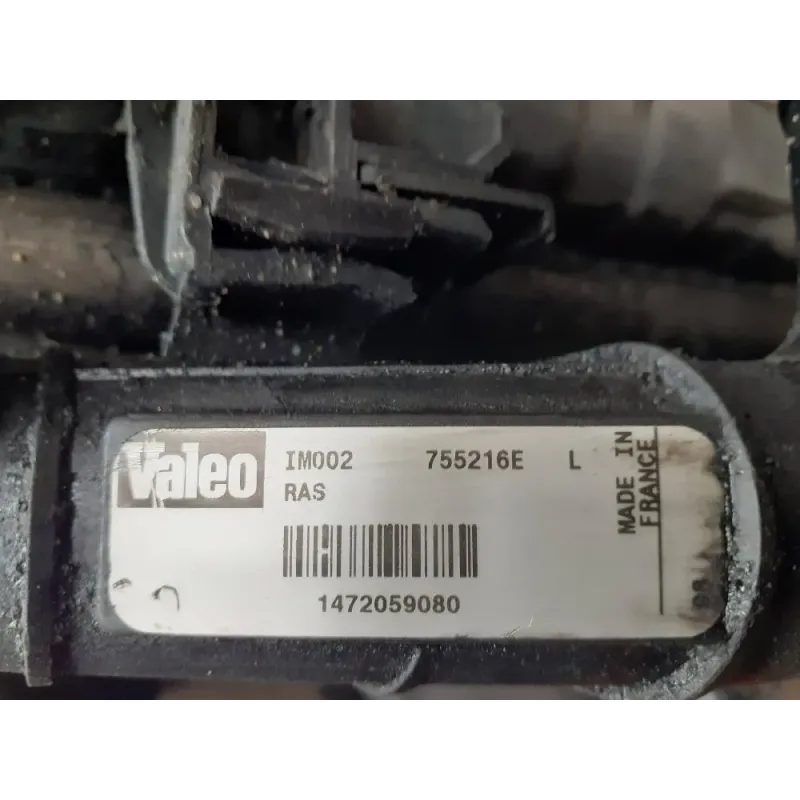 Valeo
IM002 755216E L
RAS
1472059080
MADE IN
FRANCE